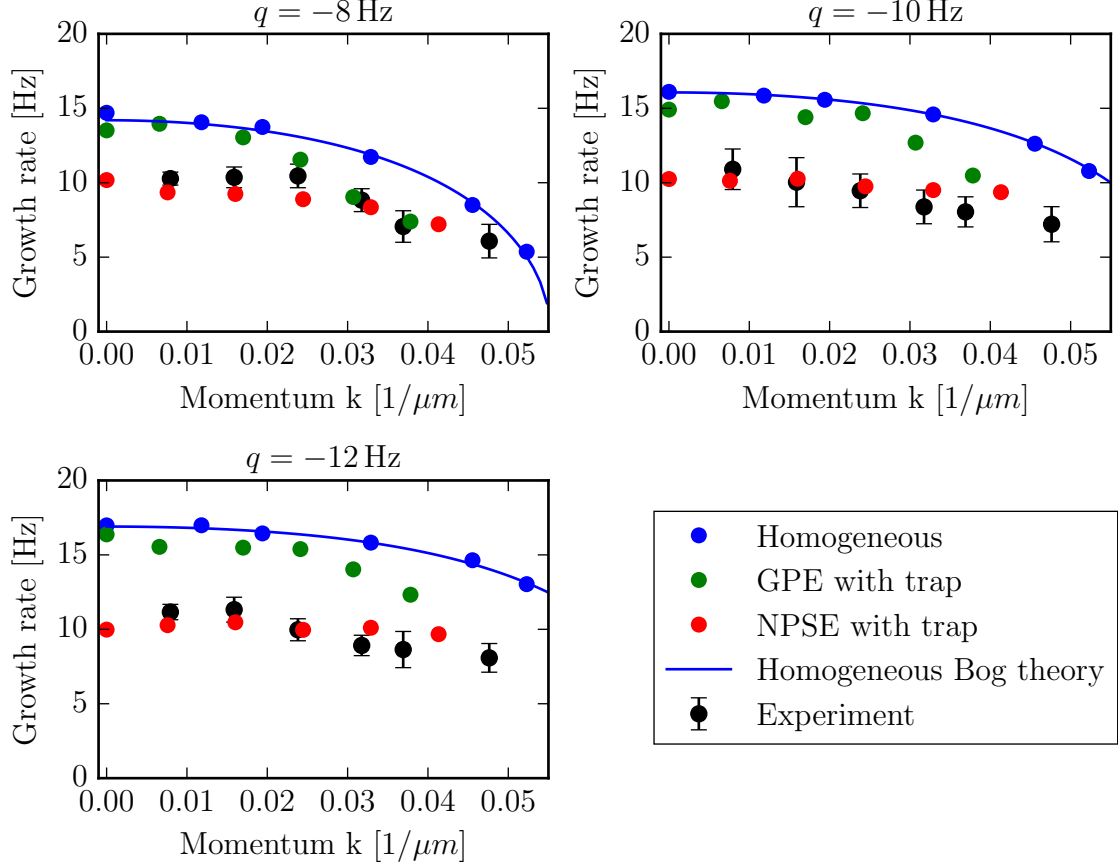 q = −8 Hz
20
15
10
5
0
Growth rate [Hz]
0.00 0.01 0.02 0.03 0.04 0.05
Momentum k [1/μm]
q = −10 Hz
20
15
10
5
0
Growth rate [Hz]
0.00 0.01 0.02 0.03 0.04 0.05
Momentum k [1/μm]
q = −12 Hz
20
15
10
5
0
Growth rate [Hz]
0.00 0.01 0.02 0.03 0.04 0.05
Momentum k [1/μm]
Homogeneous
GPE with trap
NPSE with trap
Homogeneous Bog theory
Experiment